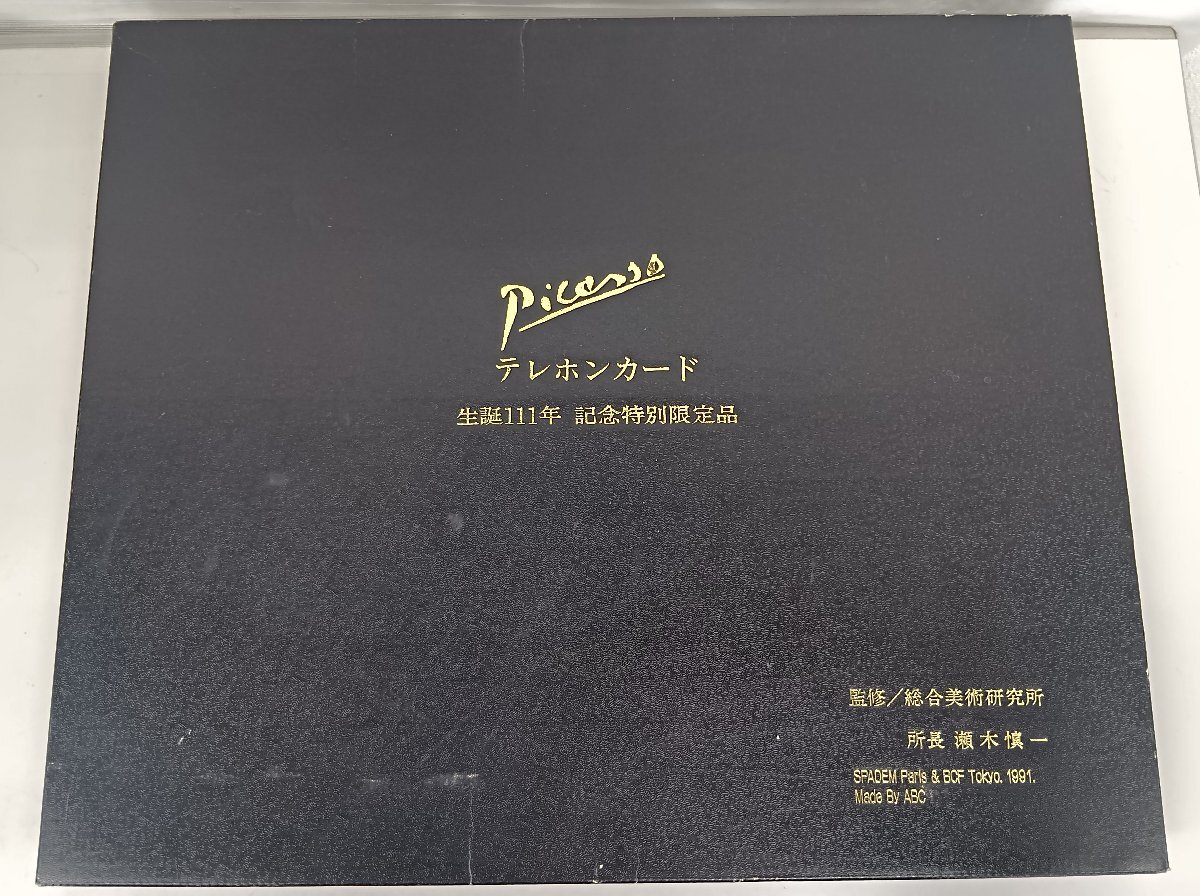 Picasso
テレホンカード
生誕111年 記念特別限定品
監修/総合美術研究所
所長 瀬木慎一
SPADEM Paris & BCF Tokyo. 1991.
Made By ABC